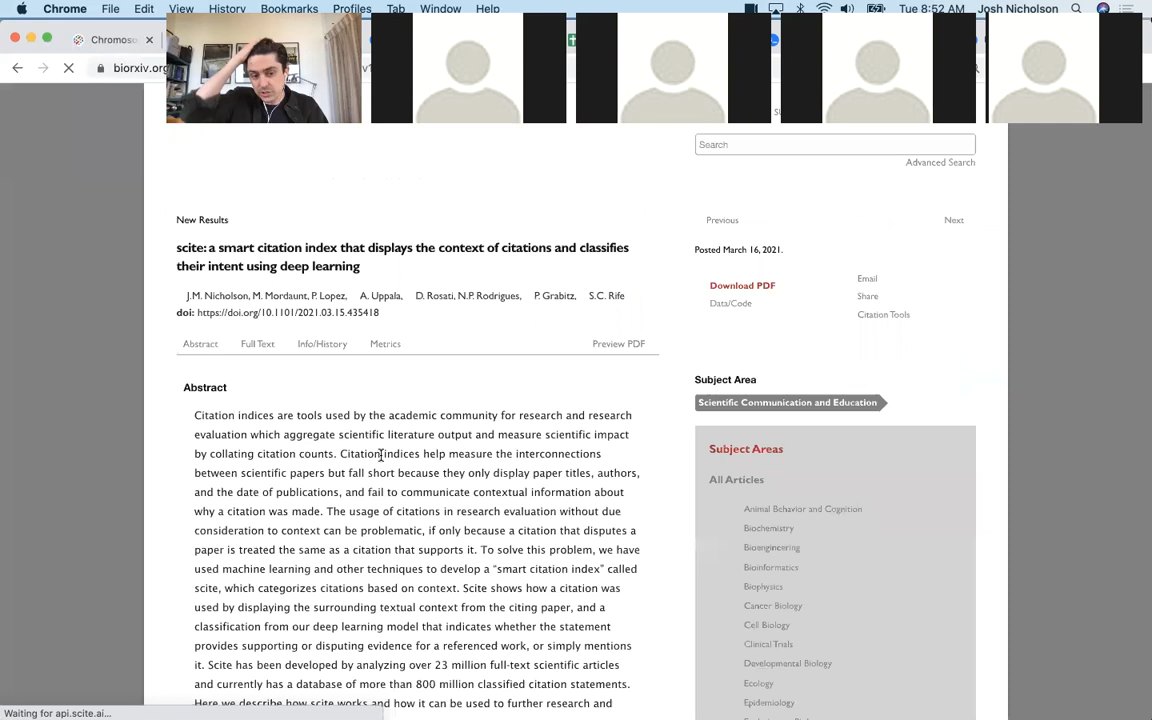 Chrome File Edit View History Bookmarks Profiles Tab Window Help Tue 8:52 AM Josh Nicholson
Chromos
biorxiv.org
Search
Advanced Search
New Results
Previous
Next
scite: a smart citation index that displays the context of citations and classifies
their intent using deep learning
Posted March 16, 2021.
J.M. Nicholson, M. Mordaunt, P. Lopez, A. Uppala, D. Rosati, N.P. Rodrigues, P. Grabitz, S.C. Rife
doi: https://doi.org/10.1101/2021.03.15.435418
Download PDF
Data/Code
Email
Share
Citation Tools
Abstract Full Text Info/History Metrics Preview PDF
Subject Area
Scientific Communication and Education
Abstract
Citation indices are tools used by the academic community for research and research
evaluation which aggregate scientific literature output and measure scientific impact
by collating citation counts. Citation indices help measure the interconnections
between scientific papers but fall short because they only display paper titles, authors,
and the date of publications, and fail to communicate contextual information about
why a citation was made. The usage of citations in research evaluation without due
consideration to context can be problematic, if only because a citation that disputes a
paper is treated the same as a citation that supports it. To solve this problem, we have
used machine learning and other techniques to develop a “smart citation index” called
scite, which categorizes citations based on context. Scite shows how a citation was
used by displaying the surrounding textual context from the citing paper, and a
classification from our deep learning model that indicates whether the statement
provides supporting or disputing evidence for a referenced work, or simply mentions
it. Scite has been developed by analyzing over 23 million full-text scientific articles
and currently has a database of more than 800 million classified citation statements.
Here we describe how scite works and how it can be used to further research and
Subject Areas
All Articles
Animal Behavior and Cognition
Biochemistry
Bioengineering
Bioinformatics
Biophysics
Cancer Biology
Cell Biology
Clinical Trials
Developmental Biology
Ecology
Epidemiology
Waiting for api.scite.ai...